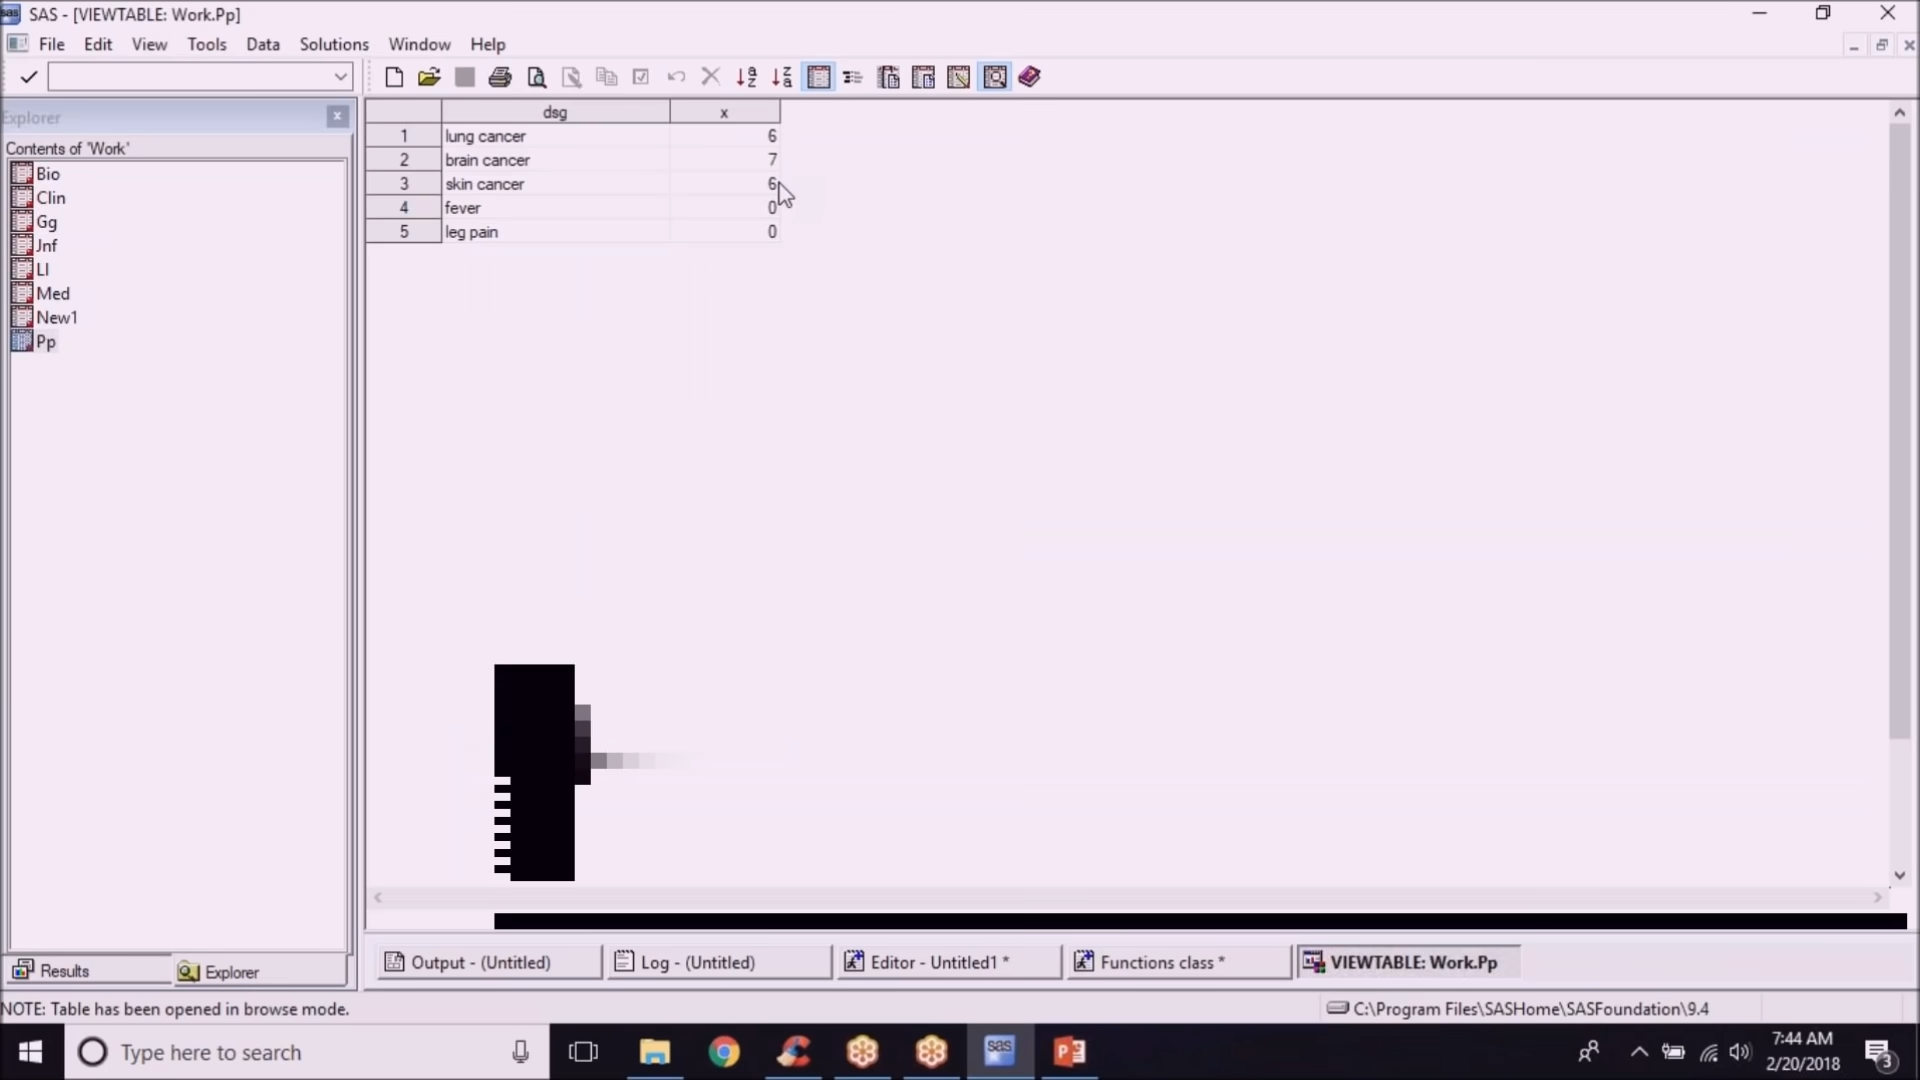 SAS - [VIEWTABLE: Work.Pp]
File Edit View Tools Data Solutions Window Help
Explorer
Contents of 'Work'
Bio
Clin
Gg
Jnf
Ll
Med
New1
Pp
dsg x
1 lung cancer 6
2 brain cancer 7
3 skin cancer 6
4 fever 0
5 leg pain 0
Results Explorer
Output - (Untitled) Log - (Untitled) Editor - Untitled1 * Functions class * VIEWTABLE: Work.Pp
NOTE: Table has been opened in browse mode. C:\Program Files\SASHome\SASFoundation\9.4
Type here to search
sas
7:44 AM
2/20/2018
3